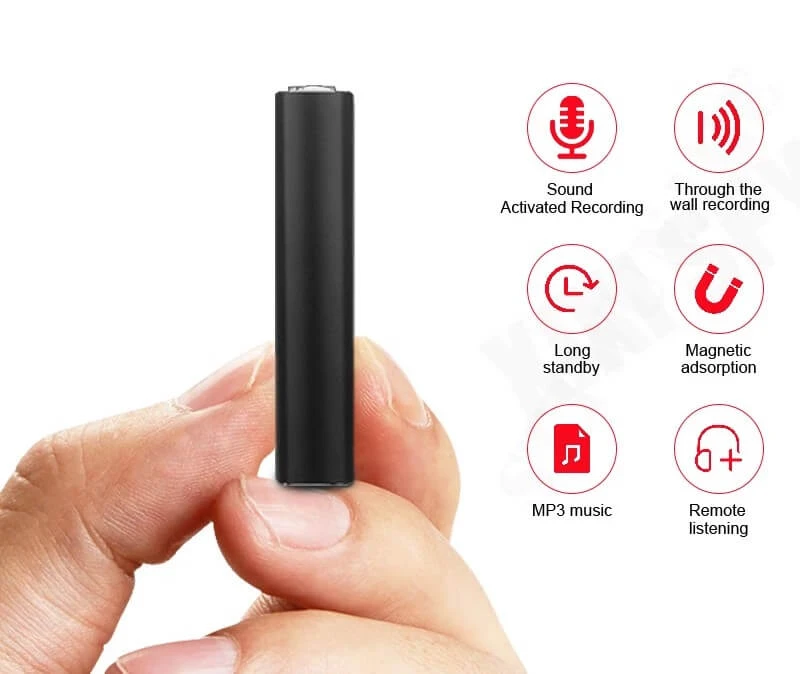 Sound
Activated Recording
Through the
wall recording
Long
standby
Magnetic
adsorption
MP3 music
Remote
listening